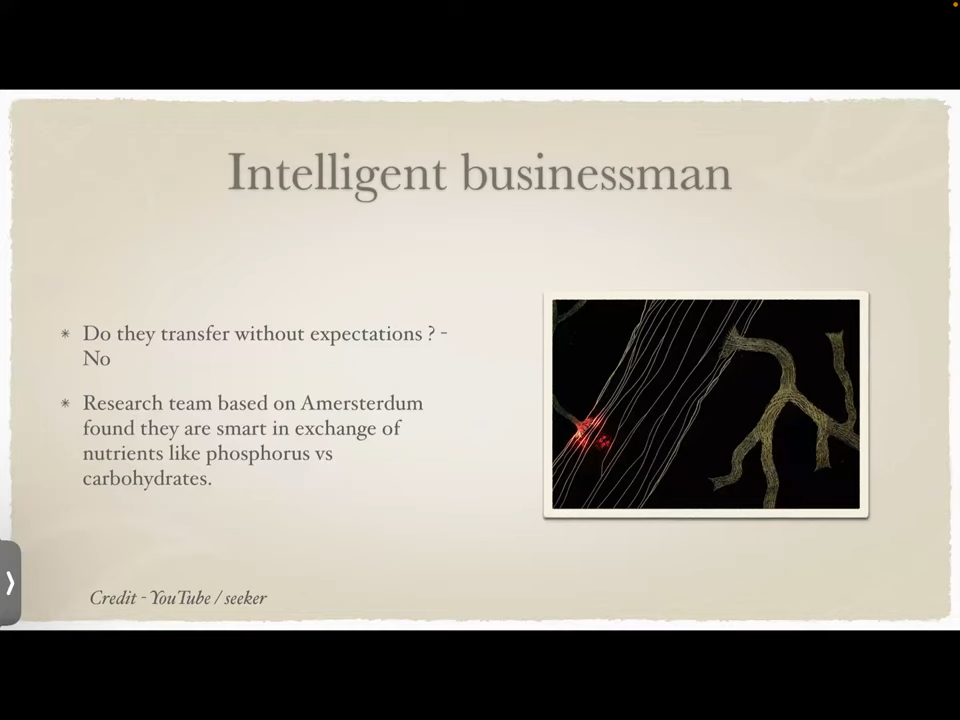 Intelligent businessman
* Do they transfer without expectations ? -
No
* Research team based on Amersterdum
found they are smart in exchange of
nutrients like phosphorus vs
carbohydrates.
Credit - YouTube / seeker